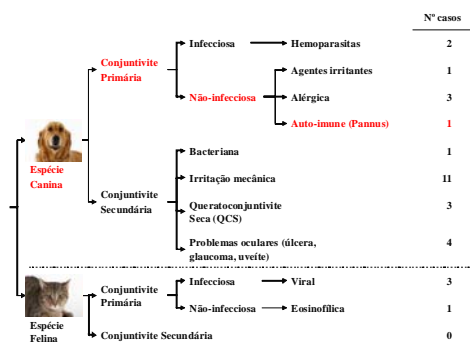 Nº casos
Conjuntivite
Primária
Infecciosa
Hemoparasitas
2
Não-infecciosa
Agentes irritantes
1
Alérgica
3
Auto-imune (Pannus)
1
Espécie
Canina
Conjuntivite
Secundária
Bacteriana
1
Irritação mecânica
11
Queratoconjuntivite
Seca (QCS)
3
Problemas oculares (úlcera,
glaucoma, uveíte)
4
Espécie
Felina
Conjuntivite
Primária
Infecciosa
Viral
3
Não-infecciosa
Eosinofílica
1
Conjuntivite Secundária
0